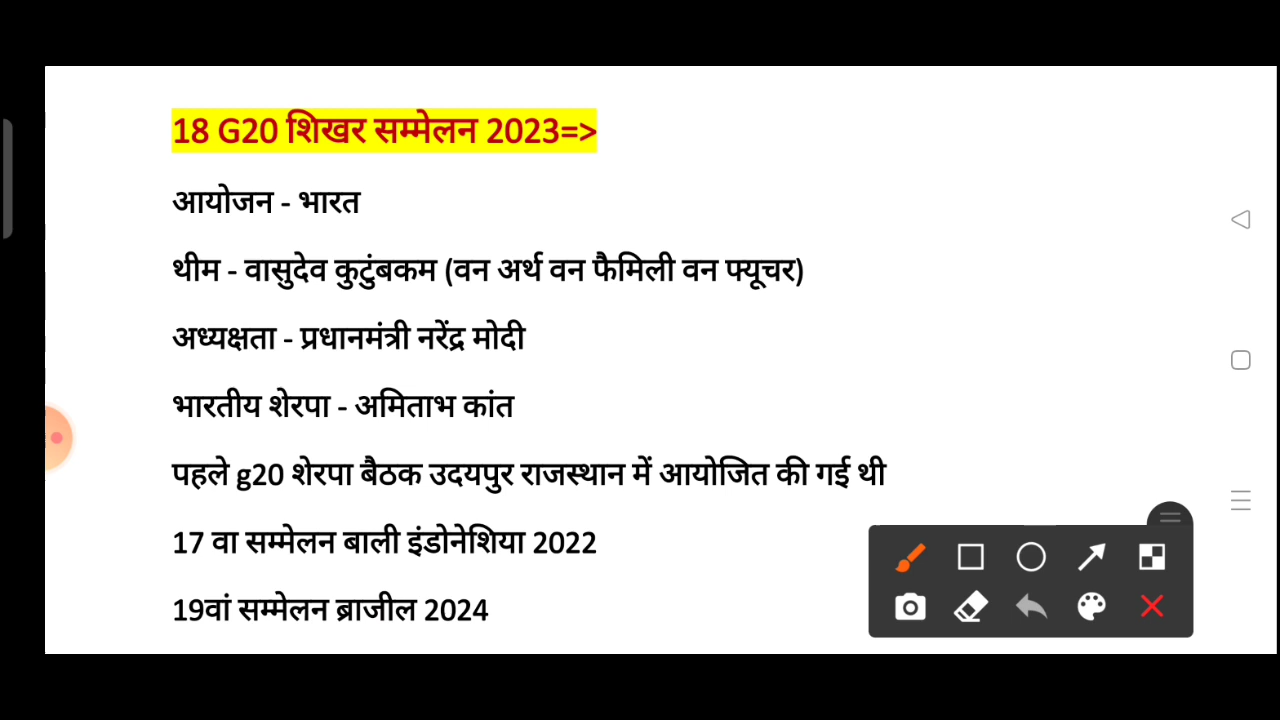 18 G20 शिखर सम्मेलन 2023=>
आयोजन - भारत
थीम - वासुदेव कुटुंबकम (वन अर्थ वन फैमिली वन फ्यूचर)
अध्यक्षता - प्रधानमंत्री नरेंद्र मोदी
भारतीय शेरपा - अमिताभ कांत
पहले g20 शेरपा बैठक उदयपुर राजस्थान में आयोजित की गई थी
17 वा सम्मेलन बाली इंडोनेशिया 2022
19वां सम्मेलन ब्राजील 2024